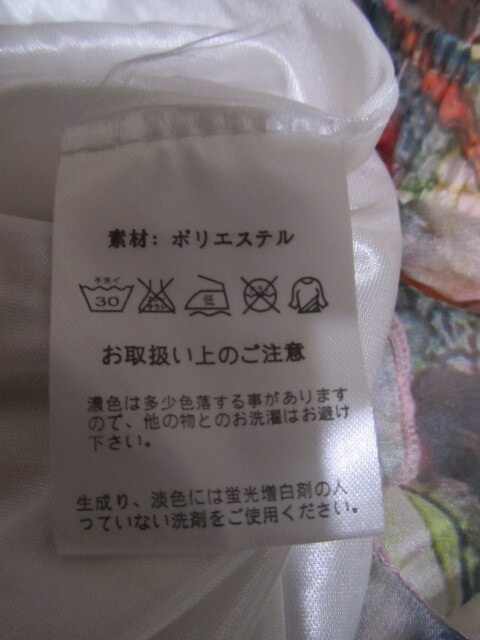 素材: ポリエステル
手洗イ
30 低
お取扱い上のご注意
濃色は多少色落する事があります
ので、他の物とのお洗濯はお避け
下さい。
生成り、淡色には蛍光増白剤の入
っていない洗剤をご使用ください。